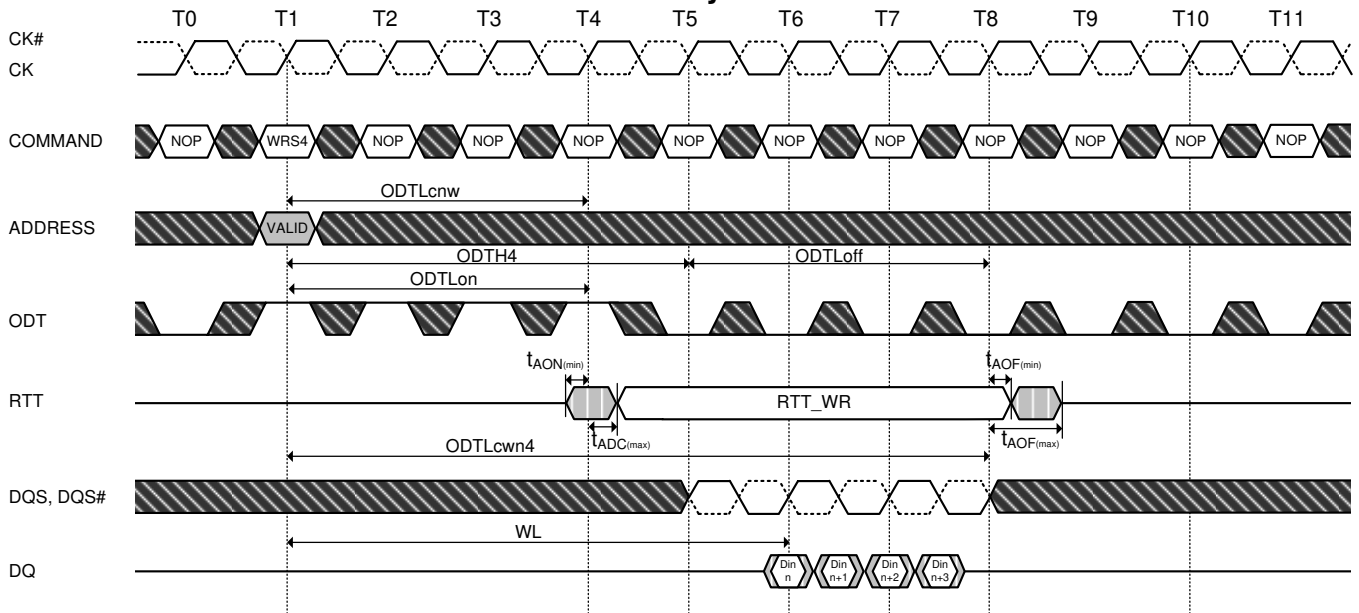 T0 T1 T2 T3 T4 T5 T6 T7 T8 T9 T10 T11
CK#
CK
COMMAND NOP WRS4 NOP NOP NOP NOP NOP NOP NOP NOP NOP NOP
ODTLcnw
ADDRESS VALID
ODTH4 ODTLoff
ODTLon
ODT
tAON(min) tAOF(min)
RTT RTT_WR
tADC(max) tAOF(max)
ODTLcwn4
DQS, DQS#
WL
DQ Din n Din n+1 Din n+2 Din n+3